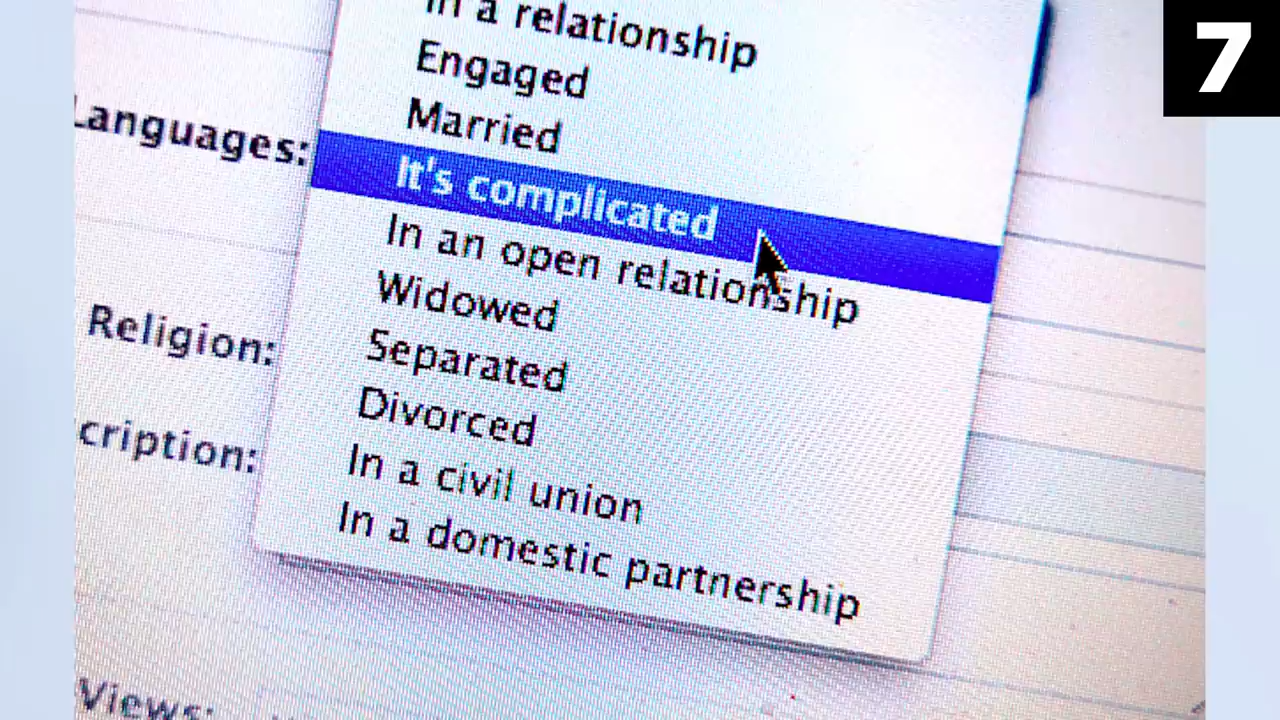 7
In a relationship
Engaged
Married
Languages:
It's complicated
In an open relationship
Widowed
Religion:
Separated
Divorced
cription:
In a civil union
In a domestic partnership
Views: